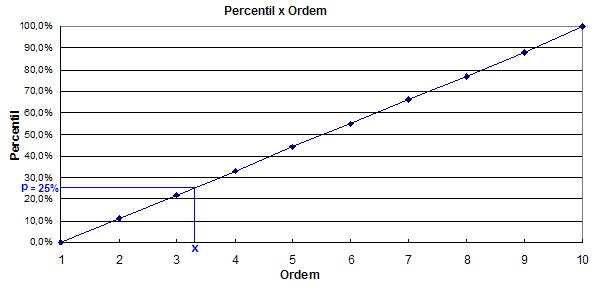 Percentil x Ordem
100,0%
90,0%
80,0%
70,0%
60,0%
50,0%
40,0%
30,0%
p = 25%
20,0%
10,0%
0,0%
Percentil
x
1 2 3 4 5 6 7 8 9 10
Ordem